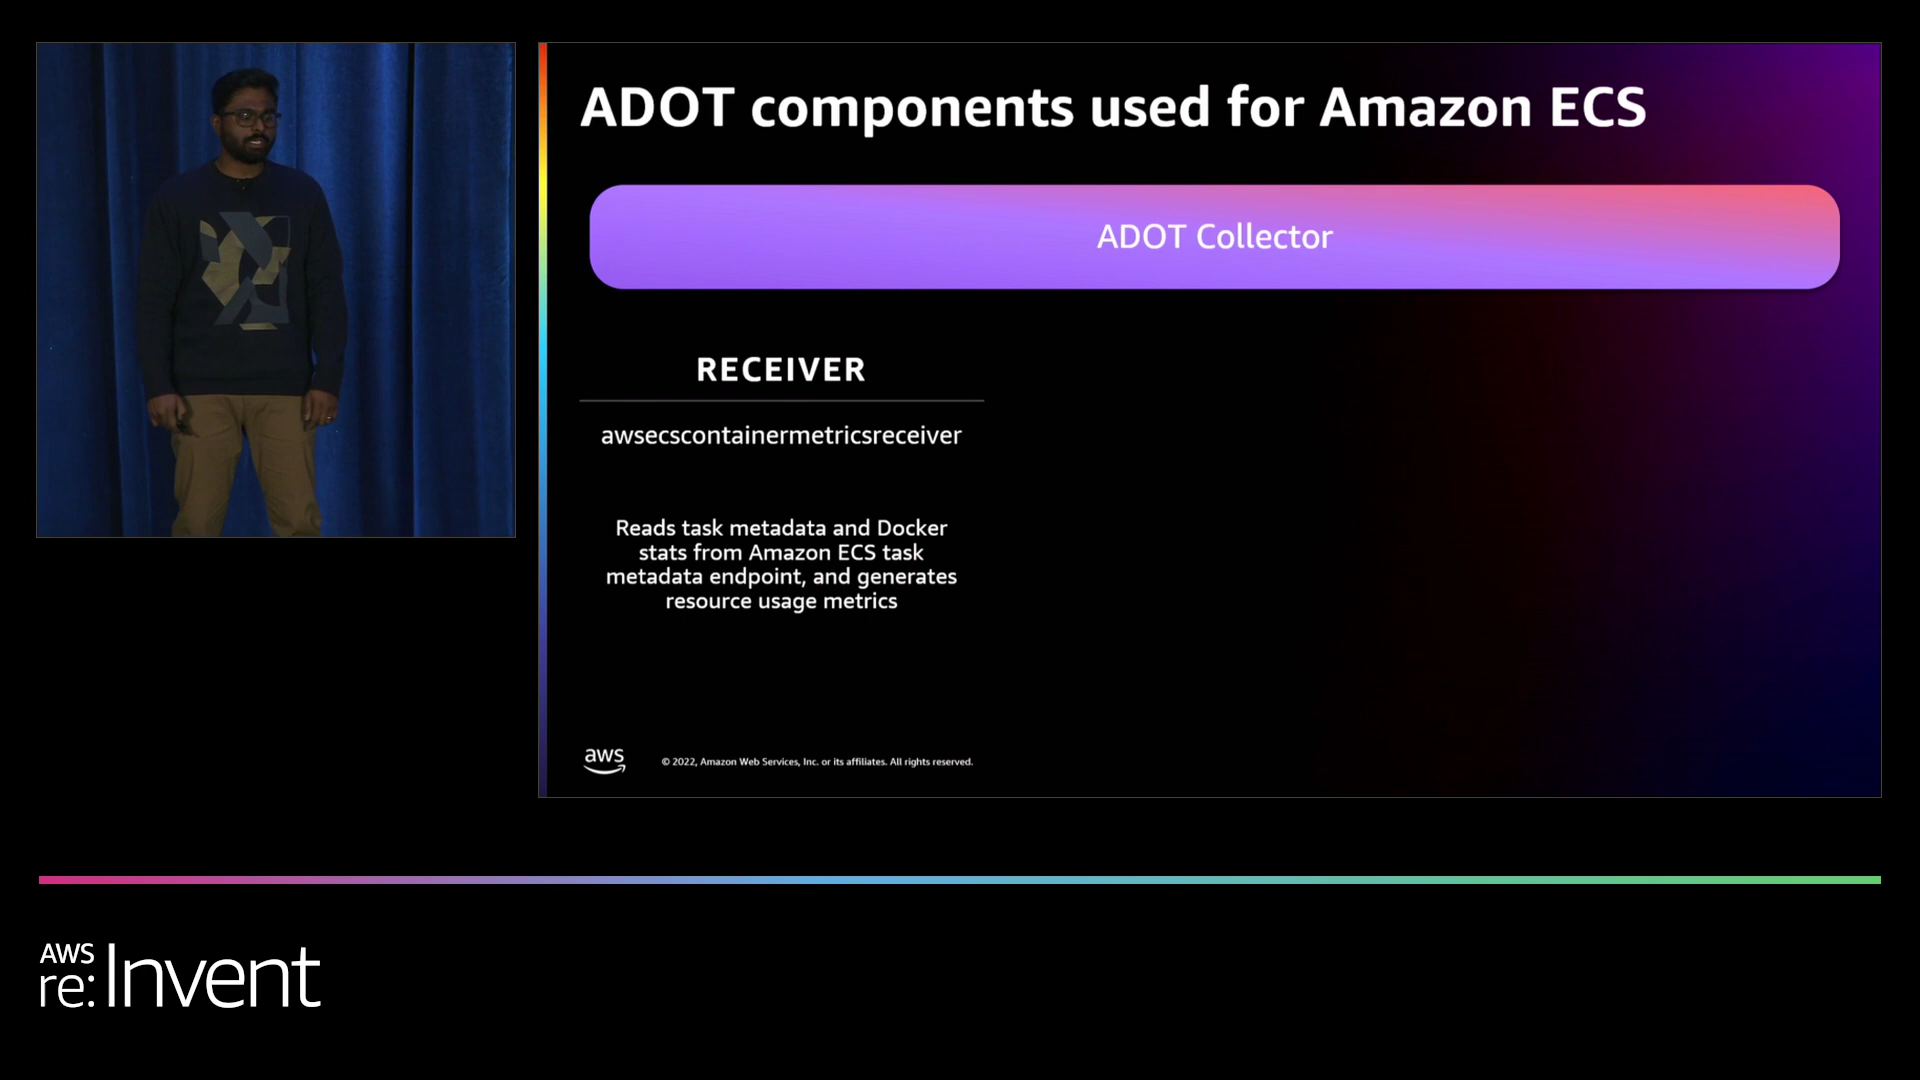 ADOT components used for Amazon ECS
ADOT Collector
RECEIVER
awsecscontainermetricsreceiver
Reads task metadata and Docker
stats from Amazon ECS task
metadata endpoint, and generates
resource usage metrics
aws
© 2022, Amazon Web Services, Inc. or its affiliates. All rights reserved.
AWS
re:Invent